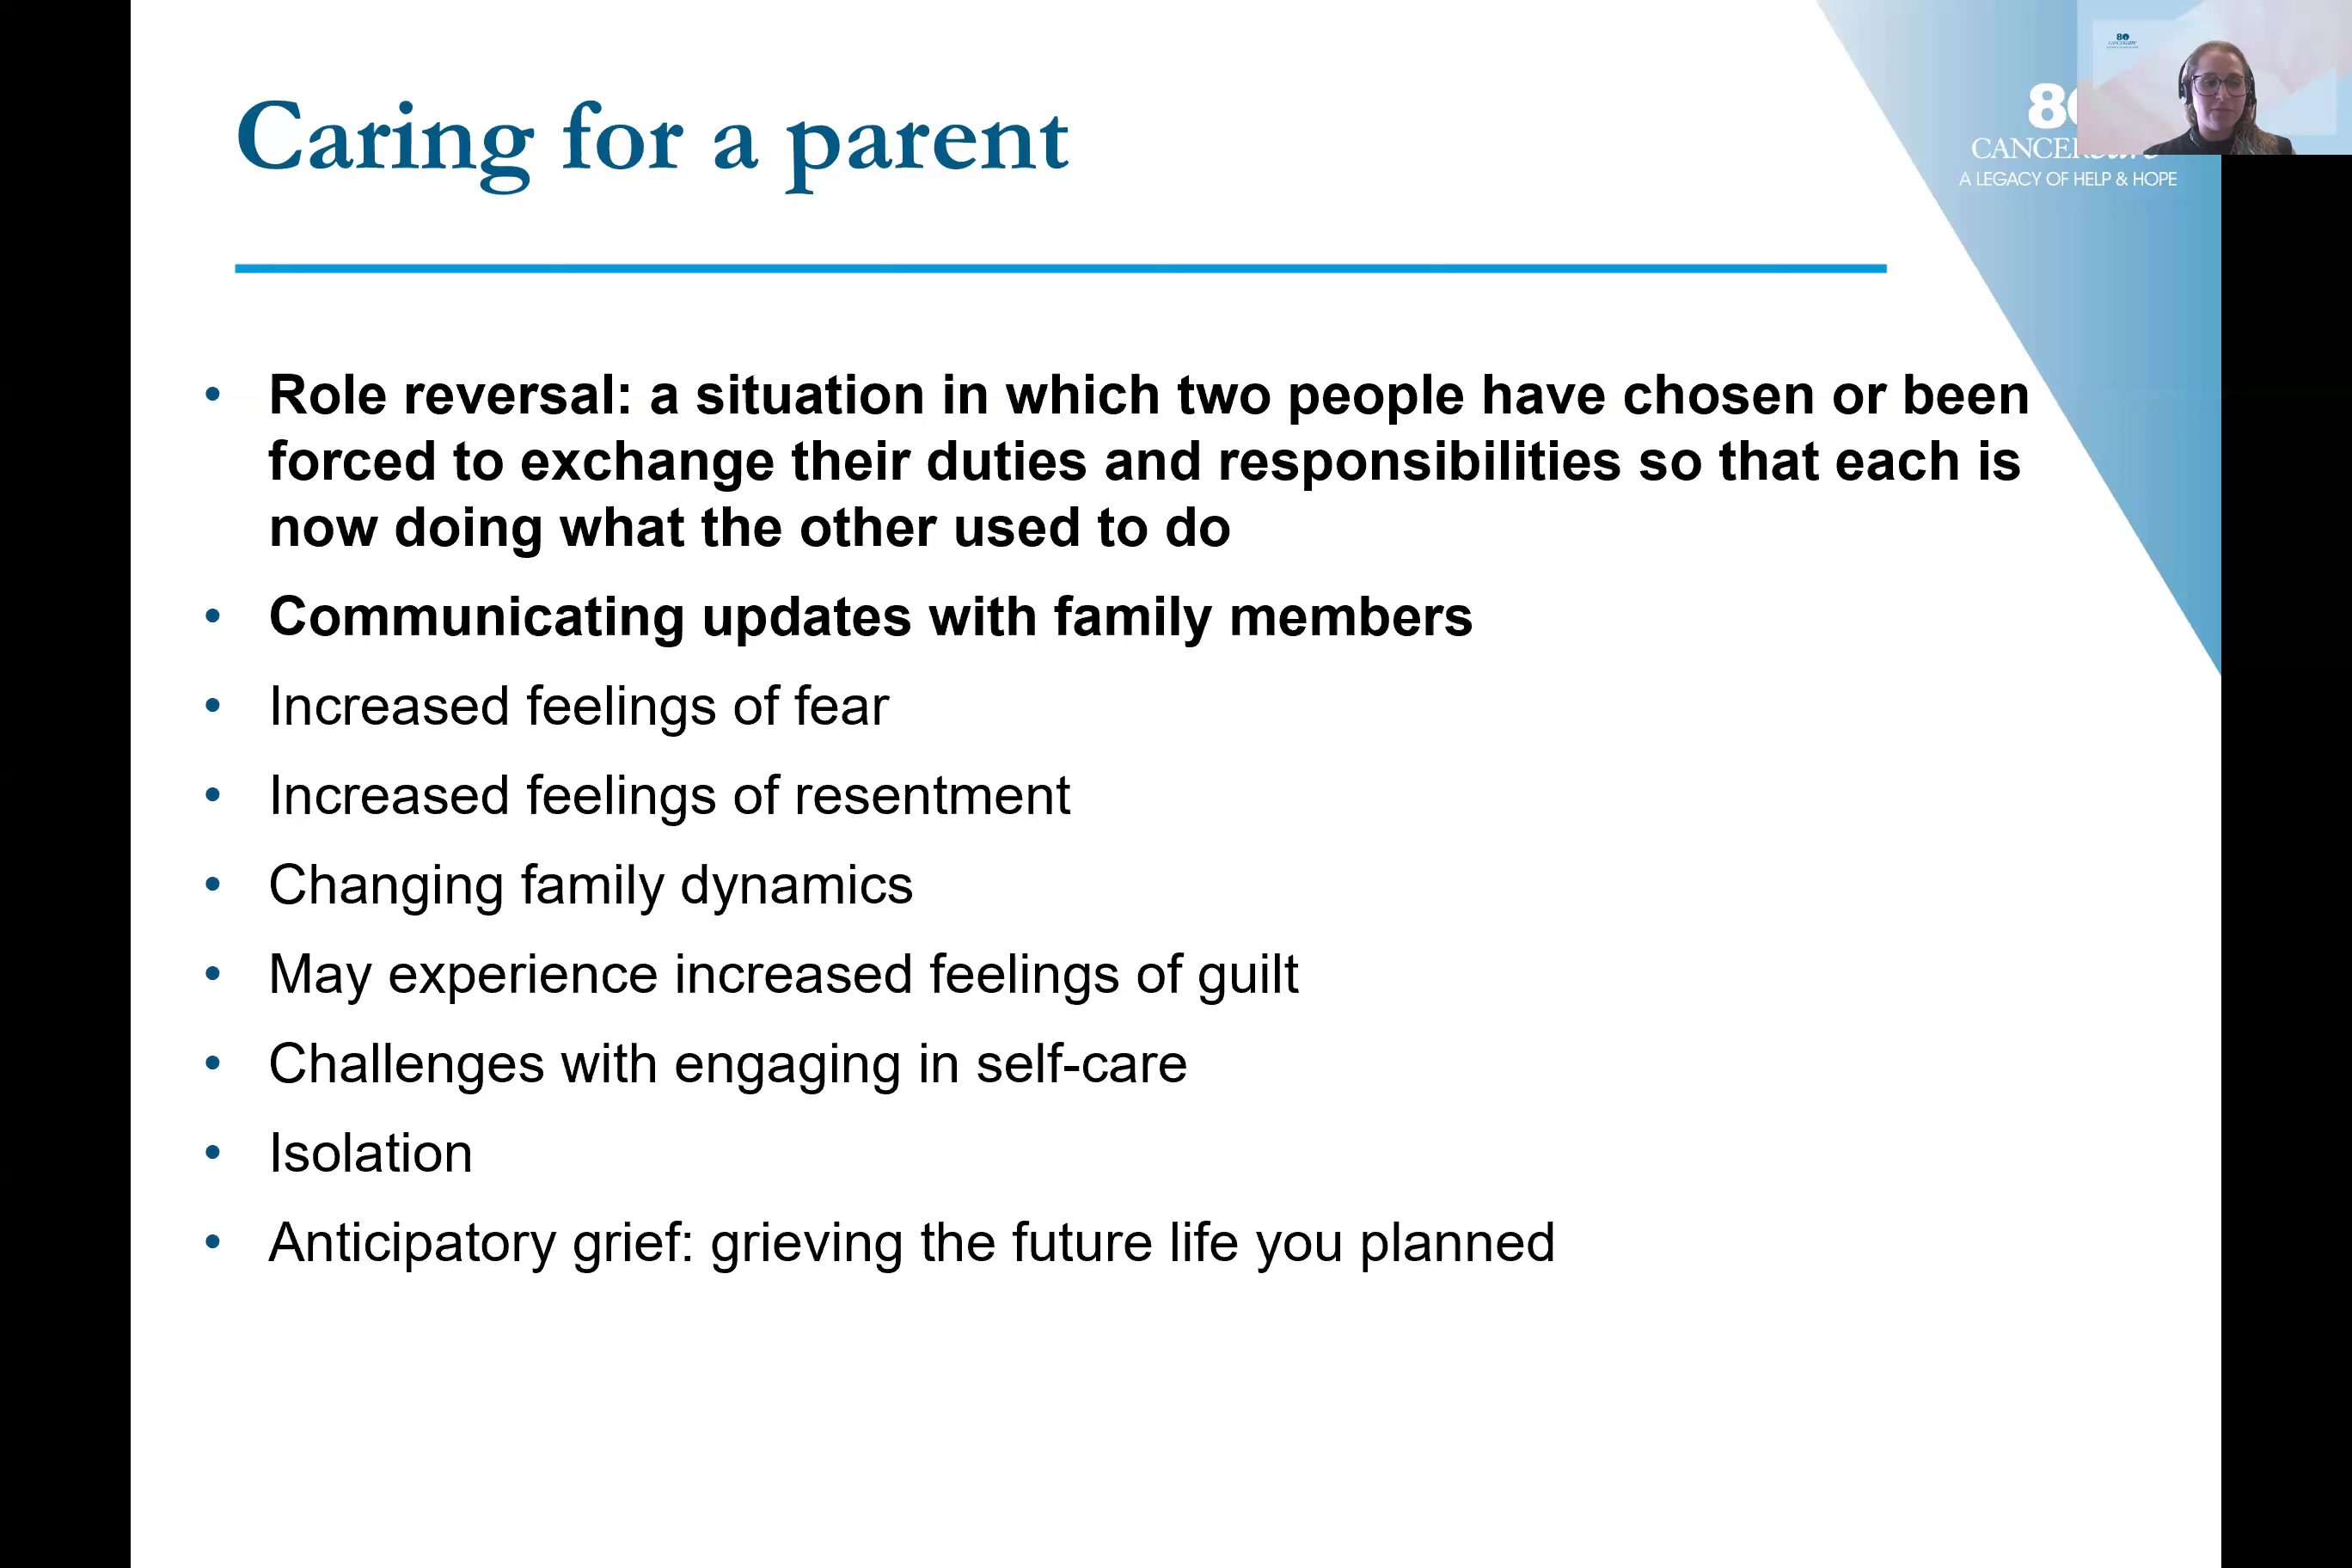 Caring for a parent
80
A LEGACY OF HELP & HOPE
• Role reversal: a situation in which two people have chosen or been
forced to exchange their duties and responsibilities so that each is
now doing what the other used to do
• Communicating updates with family members
• Increased feelings of fear
• Increased feelings of resentment
• Changing family dynamics
• May experience increased feelings of guilt
• Challenges with engaging in self-care
• Isolation
• Anticipatory grief: grieving the future life you planned